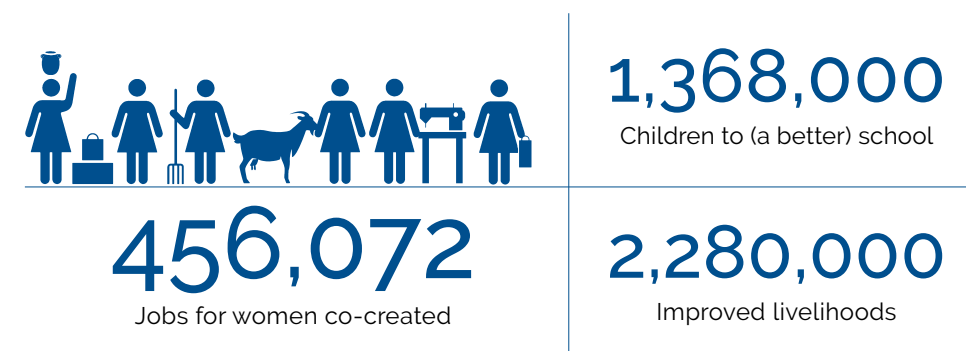 1,368,000
Children to (a better) school
456,072
Jobs for women co-created
2,280,000
Improved livelihoods